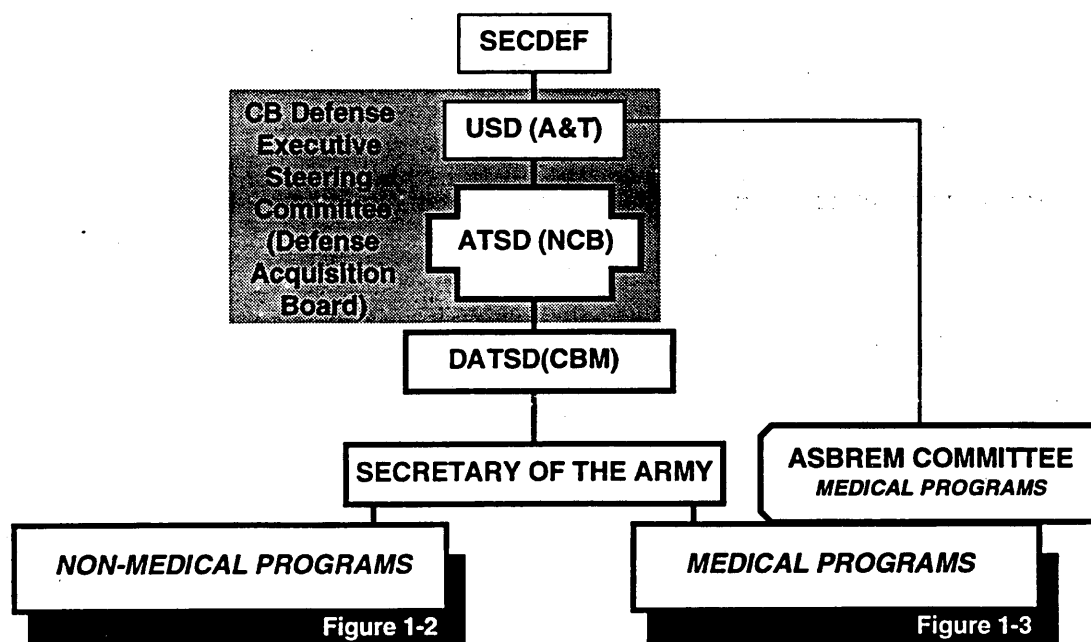 SECDEF
CB Defense
Executive
Steering
Committee
(Defense
Acquisition
Board)
USD (A&T)
ATSD (NCB)
DATSD(CBM)
SECRETARY OF THE ARMY
ASBREM COMMITTEE
MEDICAL PROGRAMS
NON-MEDICAL PROGRAMS
Figure 1-2
MEDICAL PROGRAMS
Figure 1-3